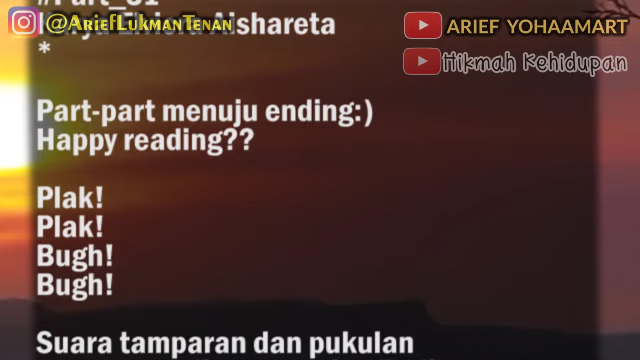 @ARIEFLUKMANTENAN
Aishareta
*
ARIEF YOHAAMART
Hikmah Kehidupan
Part-part menuju ending:)
Happy reading??
Plak!
Plak!
Bugh!
Bugh!
Suara tamparan dan pukulan